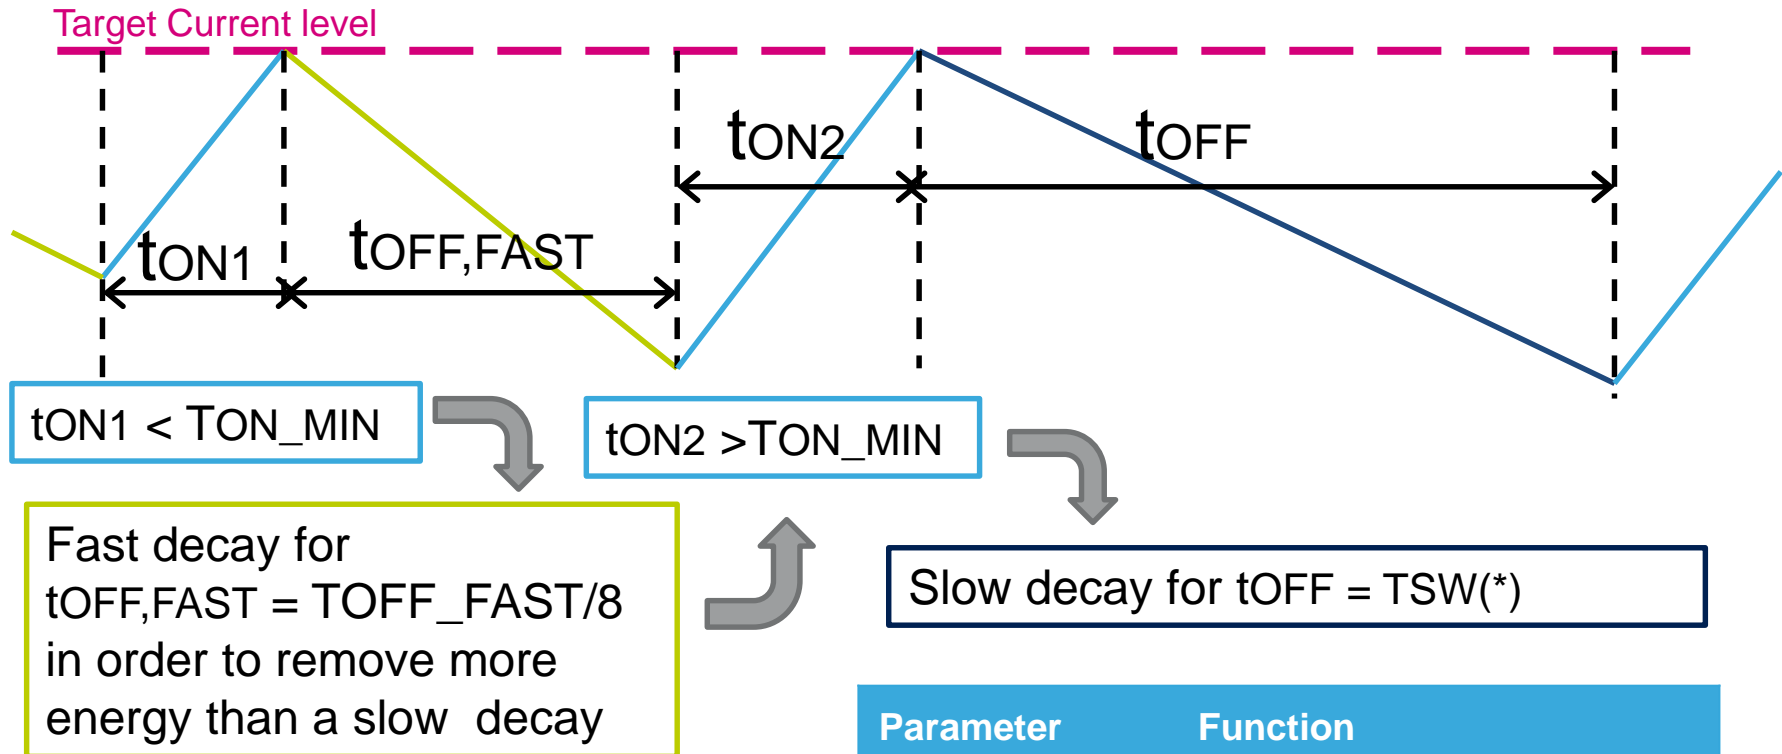 Target Current level
tON2
tOFF
tON1
tOFF,FAST
tON1 < TON_MIN
tON2 >TON_MIN
Fast decay for
tOFF,FAST = TOFF_FAST/8
in order to remove more
energy than a slow decay
Slow decay for tOFF = TSW(*)
Parameter Function